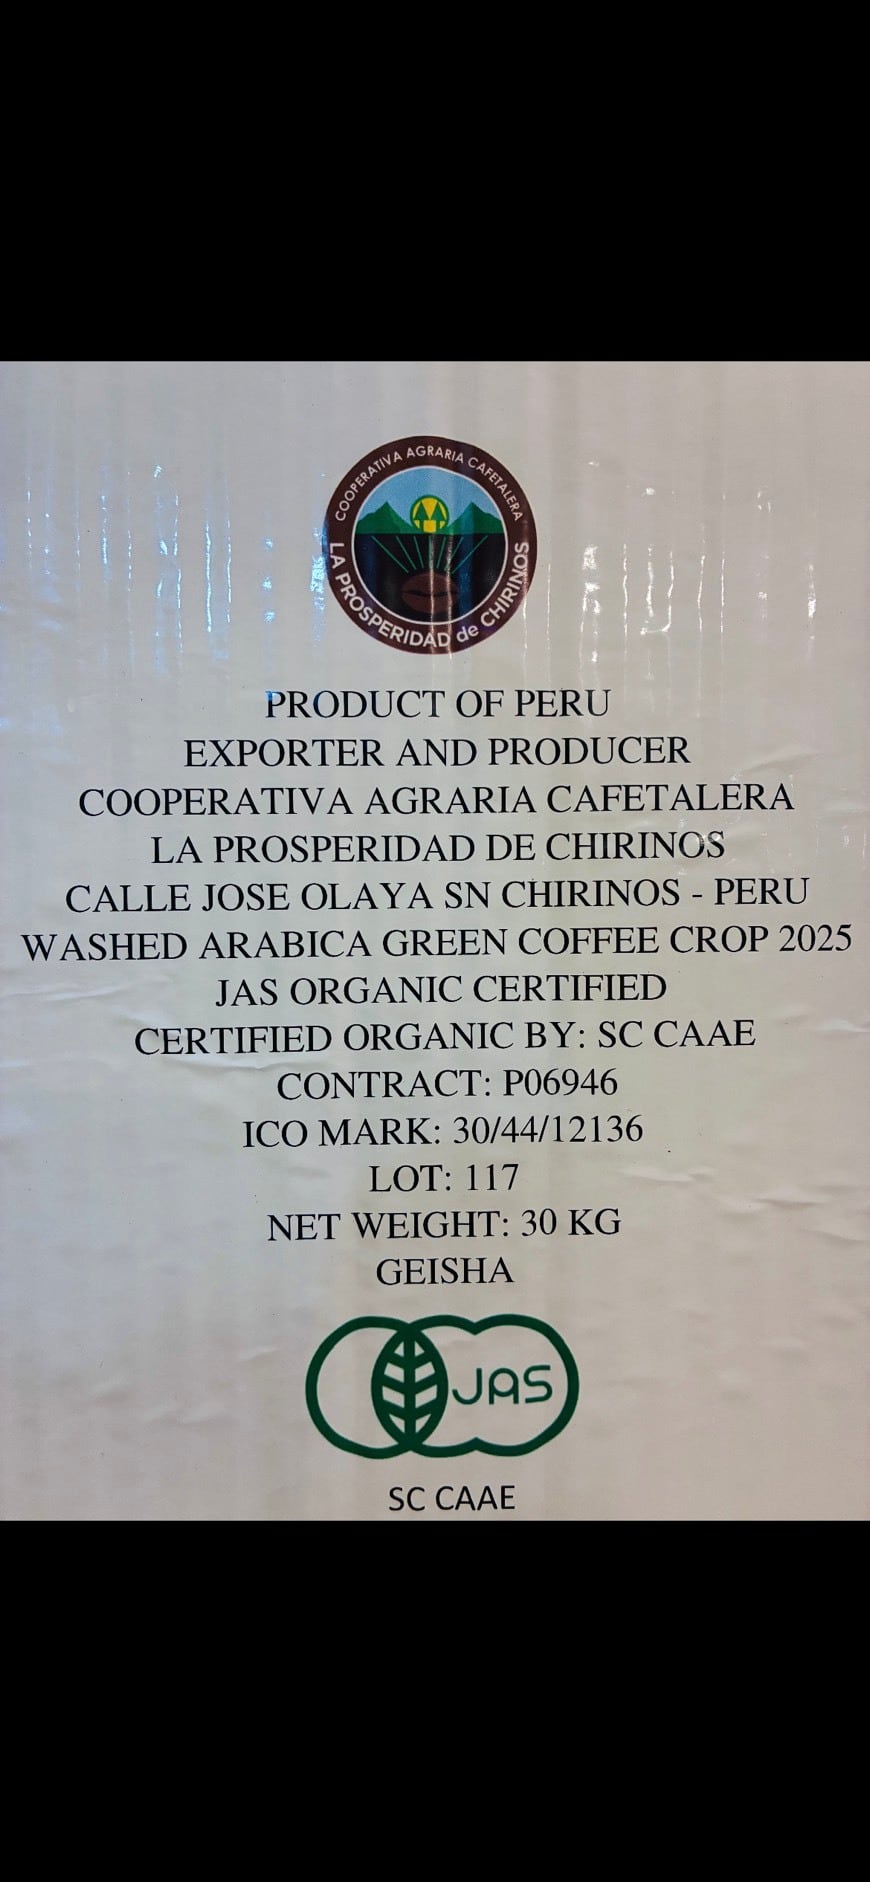 COOPERATIVA AGRARIA CAFETALERA
LA PROSPERIDAD de CHIRINOS
PRODUCT OF PERU
EXPORTER AND PRODUCER
COOPERATIVA AGRARIA CAFETALERA
LA PROSPERIDAD DE CHIRINOS
CALLE JOSE OLAYA SN CHIRINOS - PERU
WASHED ARABICA GREEN COFFEE CROP 2025
JAS ORGANIC CERTIFIED
CERTIFIED ORGANIC BY: SC CAAE
CONTRACT: P06946
ICO MARK: 30/44/12136
LOT: 117
NET WEIGHT: 30 KG
GEISHA
JAS
SC CAAE